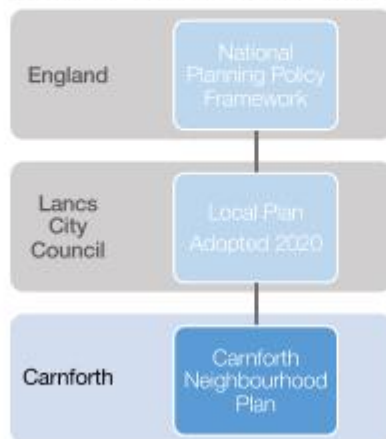 England
National
Planning Policy
Framework
Lancs
City
Council
Local Plan
Adopted 2020
Carnforth
Carnforth
Neighbourhood
Plan